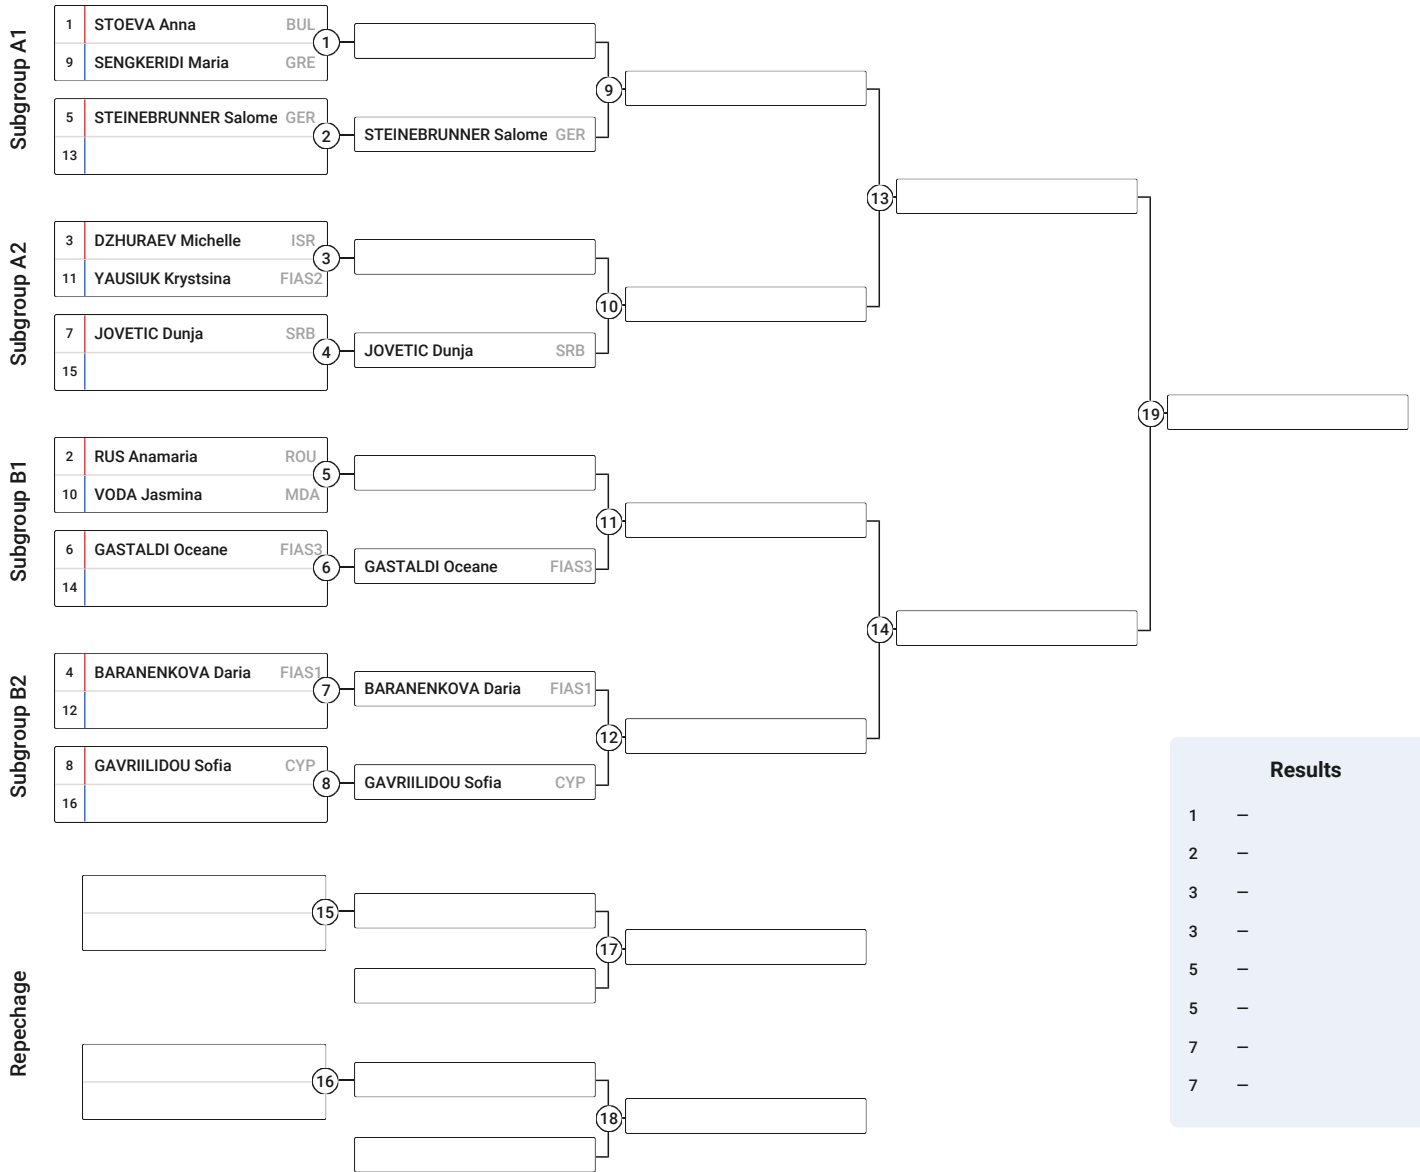 Subgroup A1
1 STOEVA Anna BUL
9 SENGKERIDI Maria GRE
1
5 STEINEBRUNNER Salome GER
13
2
STEINEBRUNNER Salome GER
9
Subgroup A2
3 DZHURAEV Michelle ISR
11 YAUSIUK Krystsina FIAS2
3
7 JOVETIC Dunja SRB
15
4
JOVETIC Dunja SRB
10
13
Subgroup B1
2 RUS Anamaria ROU
10 VODA Jasmina MDA
5
6 GASTALDI Oceane FIAS3
14
6
GASTALDI Oceane FIAS3
11
Subgroup B2
4 BARANENKOVA Daria FIAS1
12
7
BARANENKOVA Daria FIAS1
8 GAVRIILIDOU Sofia CYP
16
8
GAVRIILIDOU Sofia CYP
12
14
19
Repechage
15
17
16
18
Results
1 –
2 –
3 –
3 –
5 –
5 –
7 –
7 –